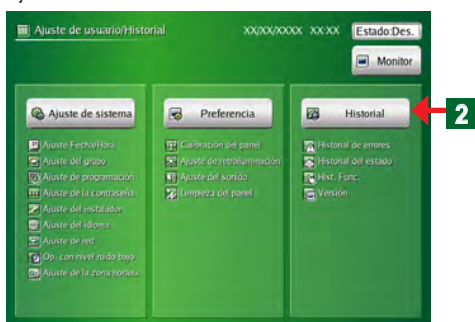 Ajuste de usuario/Historial
XX/XX/XXXX XX:XX
Estado:Des.
Monitor
Ajuste de sistema
Ajuste Fecha/Hora
Ajuste del grupo
Ajuste de programación
Ajuste de la contraseña
Ajuste del instalador
Ajuste del idioma
Ajuste de red
Op. con nivel ruido bajo
Ajuste de la zona horaria
Preferencia
Calibración del panel
Ajuste de retroiluminación
Ajuste del sonido
Limpieza del panel
Historial
Historial de errores
Historial del estado
Hist. Func.
Versión
2